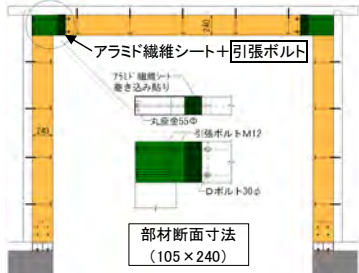 240
アラミド繊維シート＋引張ボルト
アラミド繊維シート
巻き込み貼り
240
丸座金55Φ
引張ボルトM12
Dボルト30φ
部材断面寸法
（105×240）